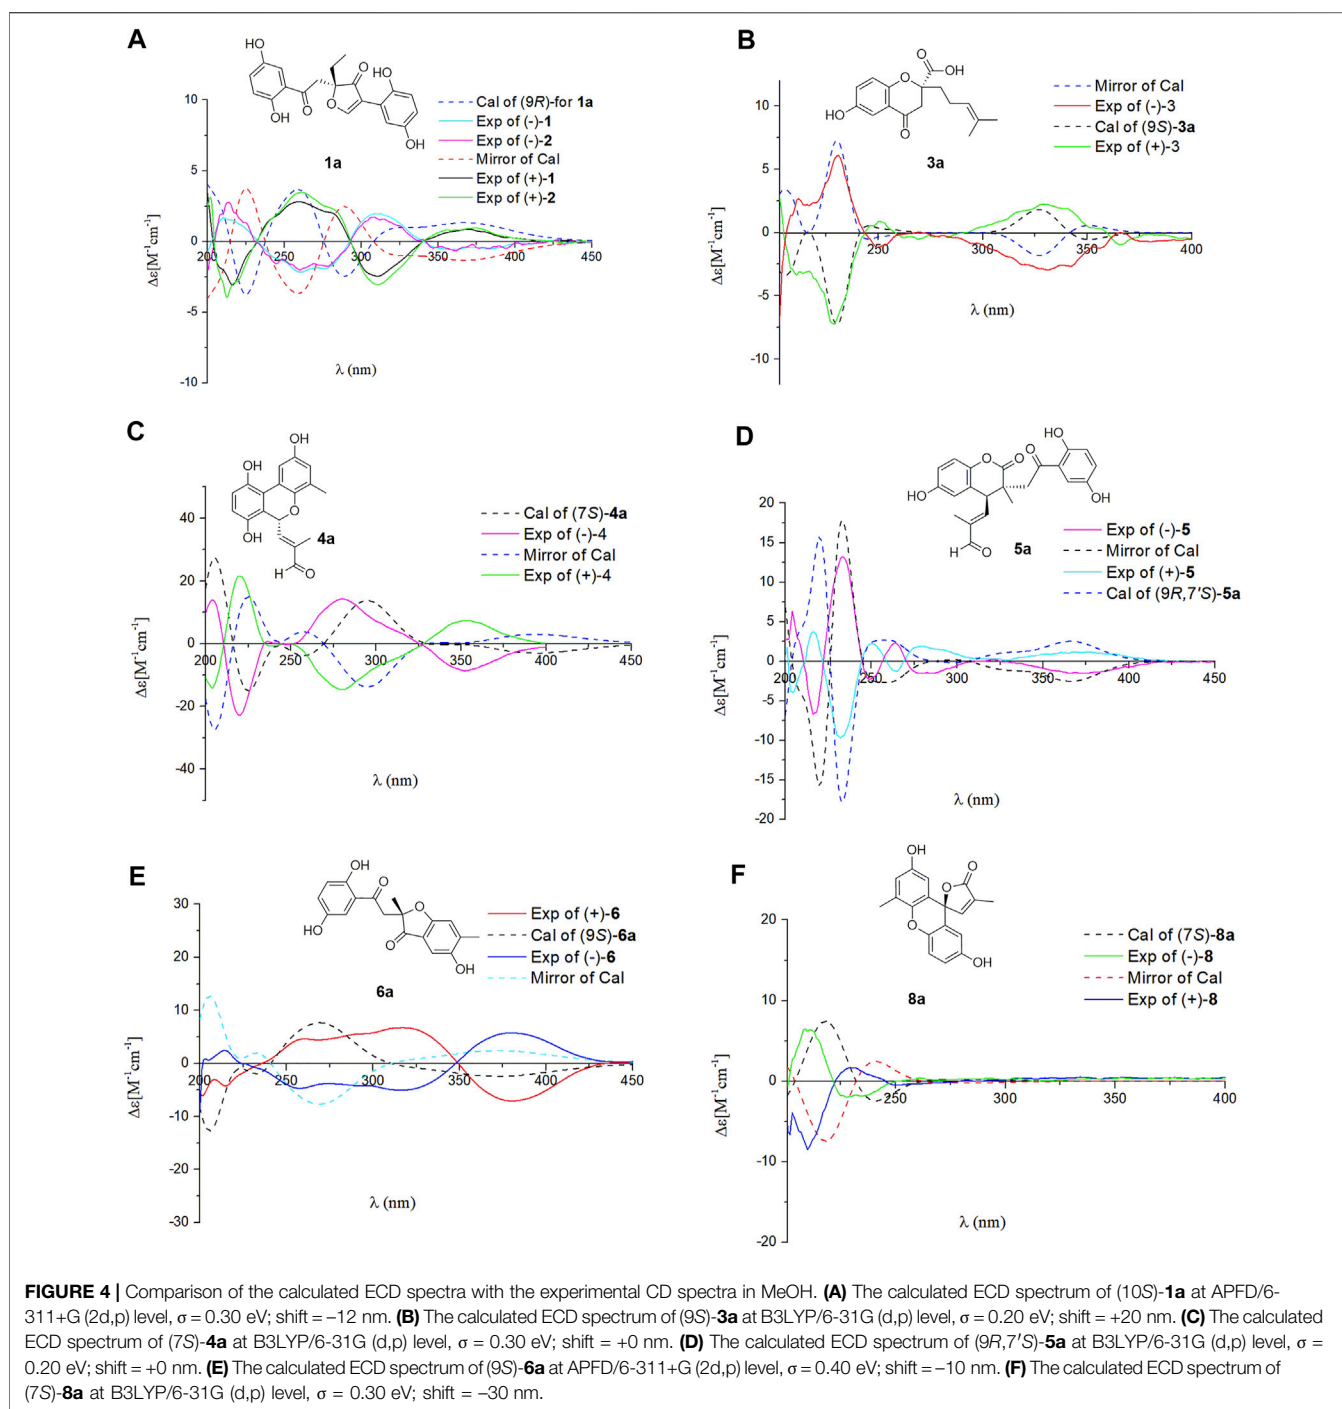 A
HO
OH
O
O
O
HO
OH
1a
Cal of (9R)-for 1a
Exp of (-)-1
Exp of (-)-2
Mirror of Cal
Exp of (+)-1
Exp of (+)-2
10
5
0
-5
-10
200 250 300 350 400 450
Δε[M⁻¹cm⁻¹]
λ (nm)
B
O
OH
O
HO
O
3a
Mirror of Cal
Exp of (-)-3
Cal of (9S)-3a
Exp of (+)-3
10
5
0
-5
-10
250 300 350 400
Δε[M⁻¹cm⁻¹]
λ (nm)
C
OH
OH
O
OH
H
O
4a
Cal of (7S)-4a
Exp of (-)-4
Mirror of Cal
Exp of (+)-4
40
20
0
-20
-40
200 250 300 350 400 450
Δε[M⁻¹cm⁻¹]
λ (nm)
D
HO
O
O
O
HO
OH
H
O
5a
Exp of (-)-5
Mirror of Cal
Exp of (+)-5
Cal of (9R,7'S)-5a
20
15
10
5
0
-5
-10
-15
-20
200 250 300 350 400 450
Δε[M⁻¹cm⁻¹]
λ (nm)
E
OH
O
O
HO
O
OH
6a
Exp of (+)-6
Cal of (9S)-6a
Exp of (-)-6
Mirror of Cal
30
20
10
0
-10
-20
-30
200 250 300 350 400 450
Δε[M⁻¹cm⁻¹]
λ (nm)
F
HO
O
O
O
OH
8a
Cal of (7S)-8a
Exp of (-)-8
Mirror of Cal
Exp of (+)-8
20
10
0
-10
-20
200 250 300 350 400
Δε[M⁻¹cm⁻¹]
λ (nm)
FIGURE 4 | Comparison of the calculated ECD spectra with the experimental CD spectra in MeOH. (A) The calculated ECD spectrum of (10S)-1a at APFD/6-
311+G (2d,p) level, σ = 0.30 eV; shift = −12 nm. (B) The calculated ECD spectrum of (9S)-3a at B3LYP/6-31G (d,p) level, σ = 0.20 eV; shift = +20 nm. (C) The calculated
ECD spectrum of (7S)-4a at B3LYP/6-31G (d,p) level, σ = 0.30 eV; shift = +0 nm. (D) The calculated ECD spectrum of (9R,7′S)-5a at B3LYP/6-31G (d,p) level, σ =
0.20 eV; shift = +0 nm. (E) The calculated ECD spectrum of (9S)-6a at APFD/6-311+G (2d,p) level, σ = 0.40 eV; shift = −10 nm. (F) The calculated ECD spectrum of
(7S)-8a at B3LYP/6-31G (d,p) level, σ = 0.30 eV; shift = −30 nm.